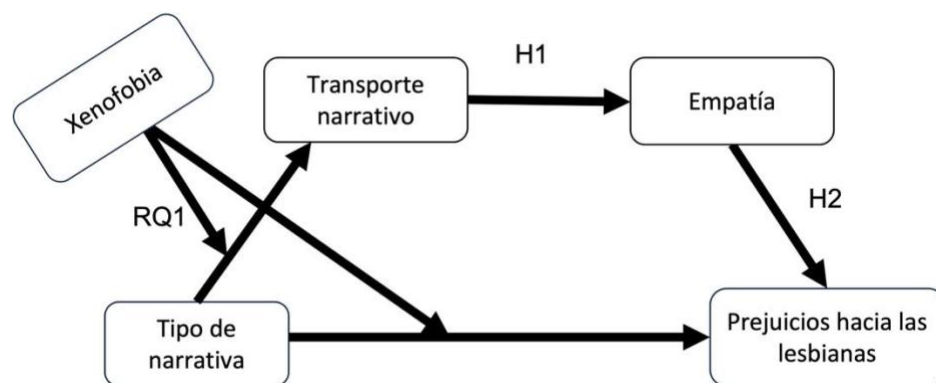 Xenofobia
Transporte
narrativo
H1
Empatía
RQ1
H2
Tipo de
narrativa
Prejuicios hacia las
lesbianas